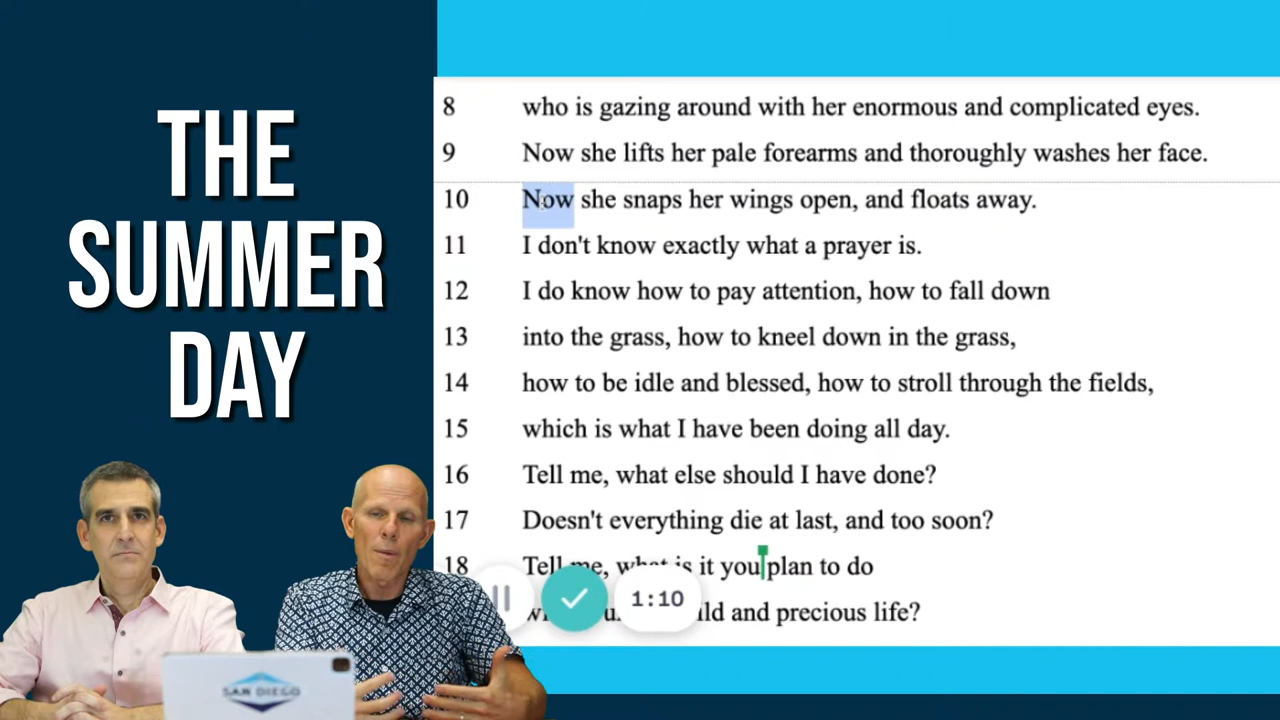 THE
SUMMER
DAY
8 who is gazing around with her enormous and complicated eyes.
9 Now she lifts her pale forearms and thoroughly washes her face.
10 Now she snaps her wings open, and floats away.
11 I don't know exactly what a prayer is.
12 I do know how to pay attention, how to fall down
13 into the grass, how to kneel down in the grass,
14 how to be idle and blessed, how to stroll through the fields,
15 which is what I have been doing all day.
16 Tell me, what else should I have done?
17 Doesn't everything die at last, and too soon?
18 Tell me, what is it you plan to do
and precious life?
1:10
SAN DIEGO